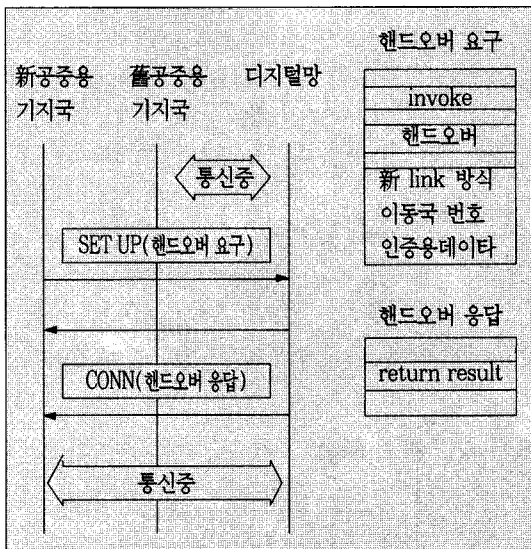 新공중용
기지국
舊공중용
기지국
디지털망
통신중
SET UP(핸드오버 요구)
CONN(핸드오버 응답)
통신중
핸드오버 요구
invoke
핸드오버
新 link 방식
이동국 번호
인증용데이타
핸드오버 응답
return result